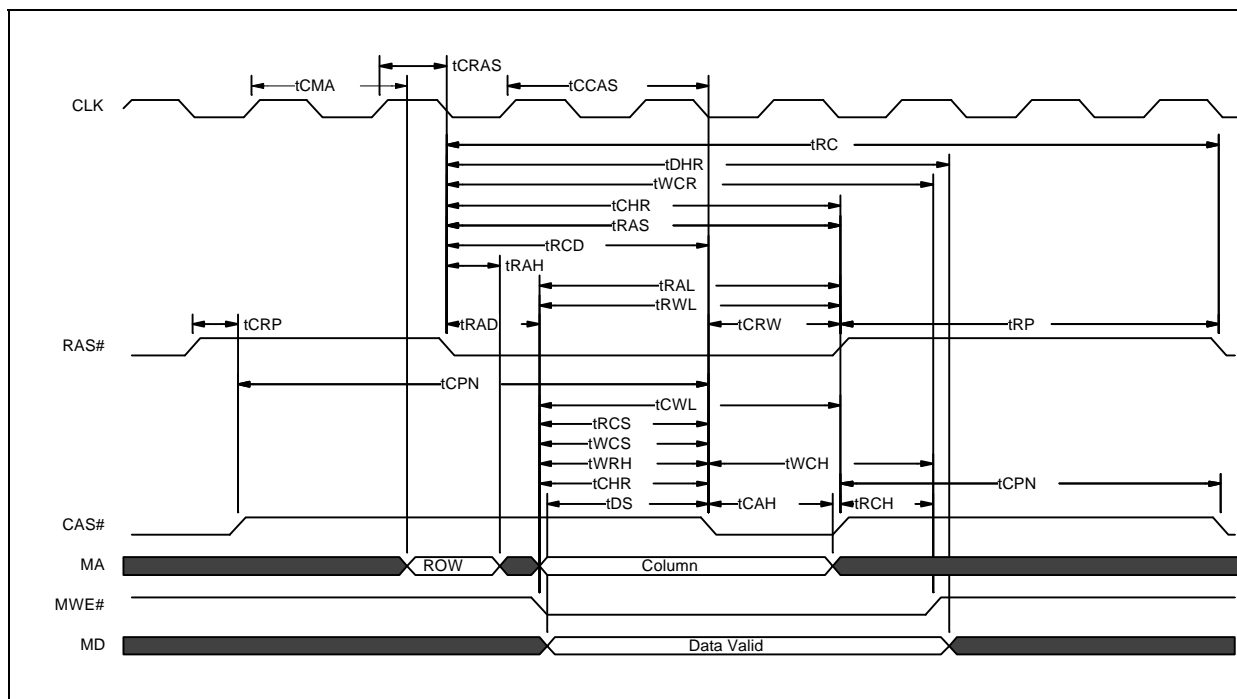 tCRAS
tCMA
tCCAS
CLK
tRC
tDHR
tWCR
tCHR
tRAS
tRCD
tRAH
tRAL
tRWL
tCRP
tRAD
tCRW
tRP
RAS#
tCPN
tCWL
tRCS
tWCS
tWRH
tWCH
tCHR
tCPN
tDS
tCAH
tRCH
CAS#
MA
ROW
Column
MWE#
MD
Data Valid